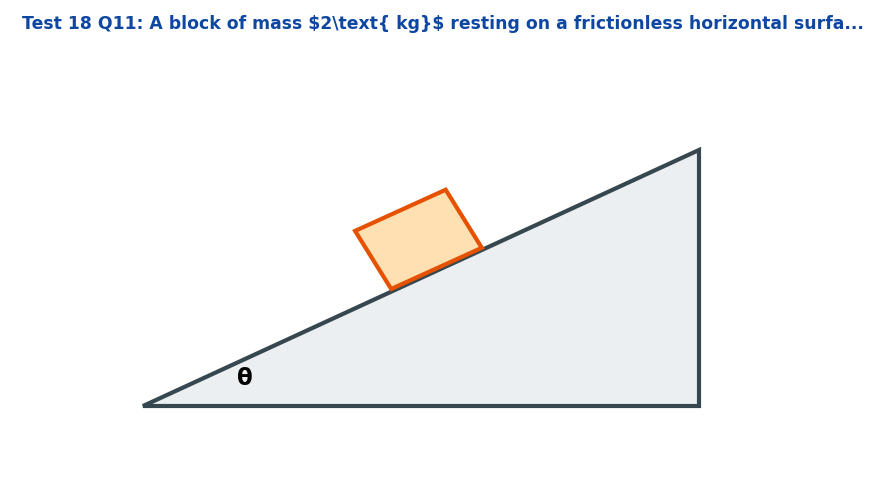 Test 18 Q11: A block of mass $2\text{ kg}$ resting on a frictionless horizontal surfa...
θ